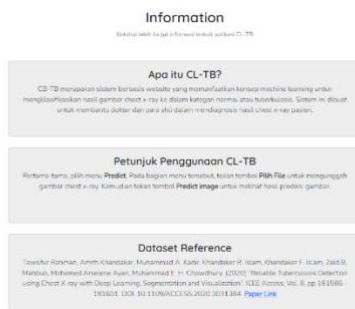 Information
Ketahui lebih lanjut informasi terkait aplikasi CL-TB
Apa itu CL-TB?
CB-TB merupakan sistem berbasis website yang memanfaatkan konsep machine learning untuk
mengklasifikasikan hasil gambar chest x-ray ke dalam kategori normal atau tuberkulosis. Sistem ini dibuat
untuk membantu dokter dan para ahli dalam mendiagnosis hasil chest x-ray pasien.
Petunjuk Penggunaan CL-TB
Pertama-tama, pilih menu Predict. Pada bagian menu tersebut, tekan tombol Pilih File untuk mengunggah
gambar chest x-ray. Kemudian tekan tombol Predict image untuk melihat hasil prediksi gambar.
Dataset Reference
Tawsifur Rahman, Amith Khandakar, Muhammad A. Kadir, Khandaker R. Islam, Khandaker F. Islam, Zaid B.
Mahbub, Mohamed Arselene Ayari, Muhammad E. H. Chowdhury. (2020) "Reliable Tuberculosis Detection
using Chest X-ray with Deep Learning, Segmentation and Visualization". IEEE Access, Vol. 8, pp 191586 -
191601. DOI. 10.1109/ACCESS.2020.3031384. Paper Link